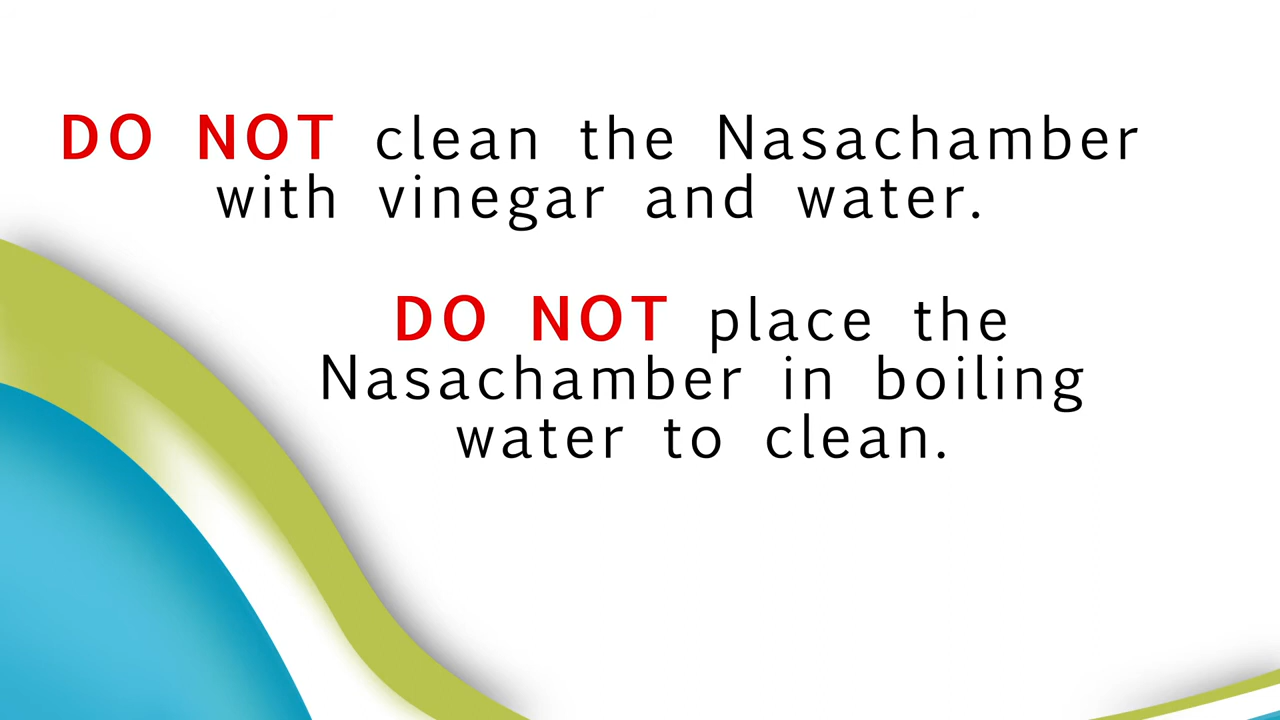 DO NOT clean the Nasachamber
with vinegar and water.
DO NOT place the
Nasachamber in boiling
water to clean.